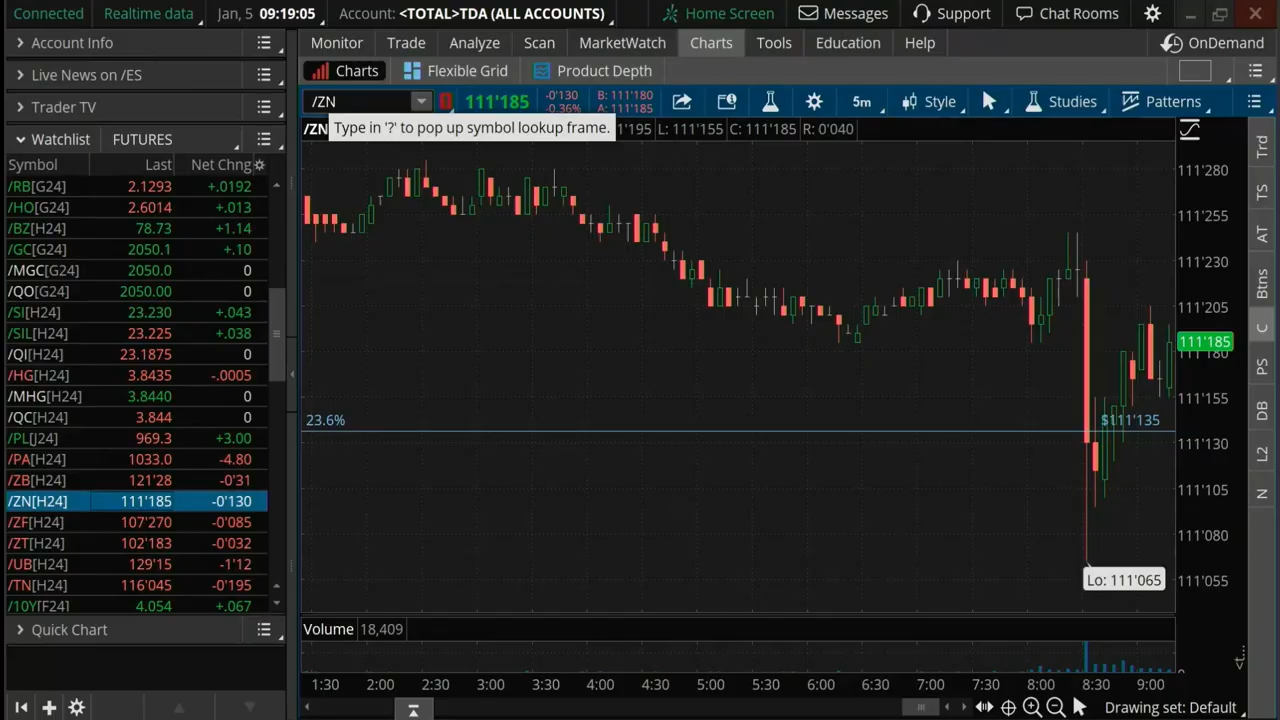 Connected Realtime data Jan, 5 09:19:05 Account: <TOTAL>TDA (ALL ACCOUNTS) Home Screen Messages Support Chat Rooms
Account Info Monitor Trade Analyze Scan MarketWatch Charts Tools Education Help OnDemand
Live News on /ES Charts Flexible Grid Product Depth
Trader TV /ZN 111'185 -0'130 -0.36% B: 111'180 A: 111'185 5m Style Studies Patterns
Type in '?' to pop up symbol lookup frame.
/ZN '195 L: 111'155 C: 111'185 R: 0'040
Watchlist FUTURES
Symbol Last Net Chng
/RB[G24] 2.1293 +.0192
/HO[G24] 2.6014 +.013
/BZ[H24] 78.73 +1.14
/GC[G24] 2050.1 +.10
/MGC[G24] 2050.0 0
/QO[G24] 2050.00 0
/SI[H24] 23.230 +.043
/SIL[H24] 23.225 +.038
/QI[H24] 23.1875 0
/HG[H24] 3.8435 -.0005
/MHG[H24] 3.8440 0
/QC[H24] 3.844 0
/PL[J24] 969.3 +3.00
/PA[H24] 1033.0 -4.80
/ZB[H24] 121'28 -0'31
/ZN[H24] 111'185 -0'130
/ZF[H24] 107'270 -0'085
/ZT[H24] 102'183 -0'032
/UB[H24] 129'15 -1'12
/TN[H24] 116'045 -0'195
/10Y[F24] 4.054 +.067
Quick Chart
23.6% $111'135
111'280
111'255
111'230
111'205
111'185
111'180
111'155
111'130
111'105
111'080
111'055
Lo: 111'065
Volume 18,409
1:30 2:00 2:30 3:00 3:30 4:00 4:30 5:00 5:30 6:00 6:30 7:00 7:30 8:00 8:30 9:00
Drawing set: Default
Trd
TS
AT
Btns
C
PS
DB
L2
N